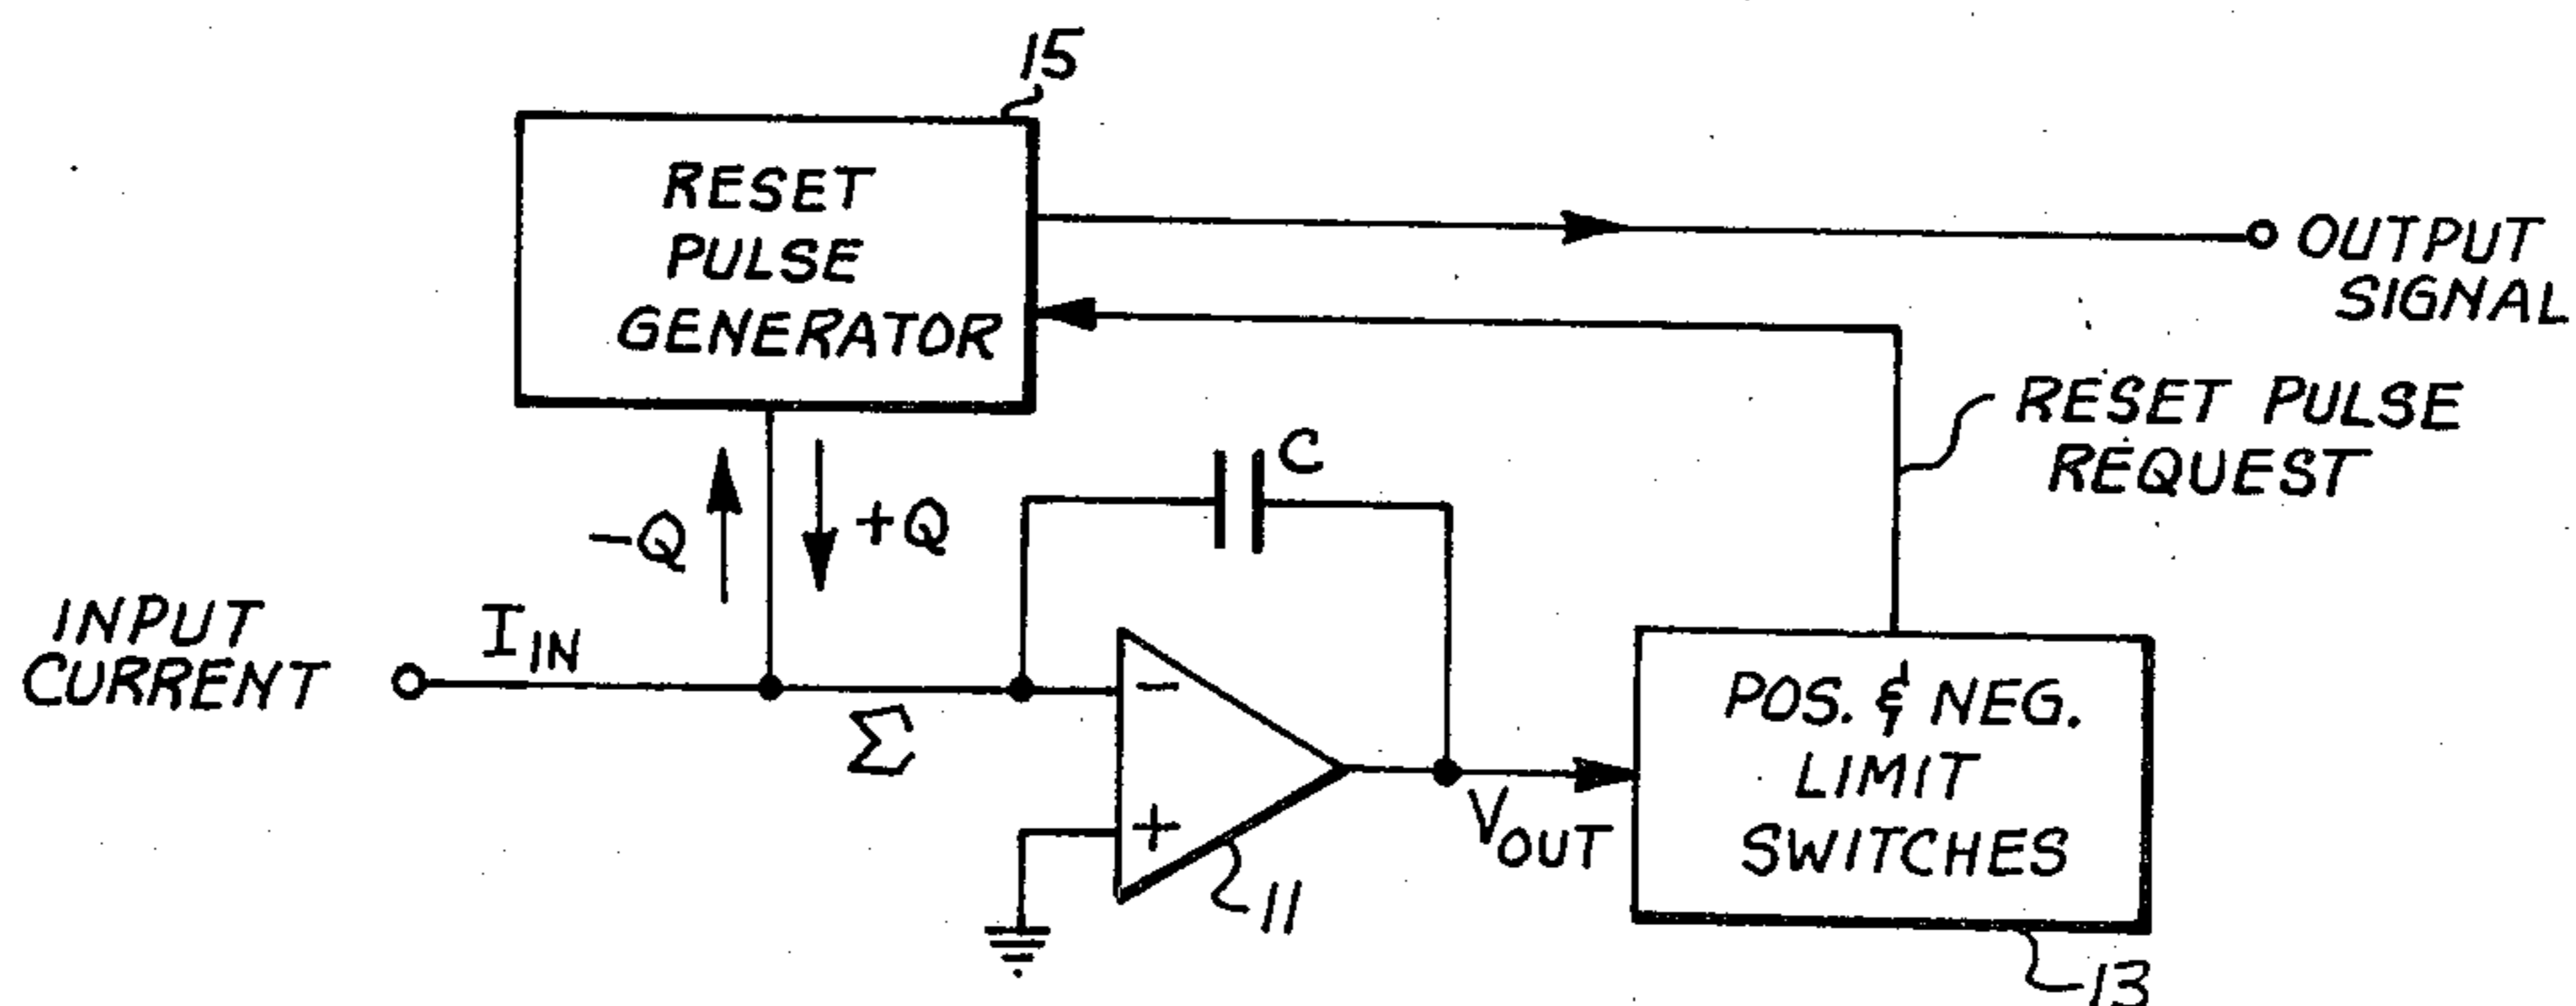 15
RESET
PULSE
GENERATOR
OUTPUT
SIGNAL
RESET PULSE
REQUEST
C
-Q
+Q
INPUT
CURRENT
I_IN
Σ
-
+
11
V_OUT
POS. & NEG.
LIMIT
SWITCHES
13